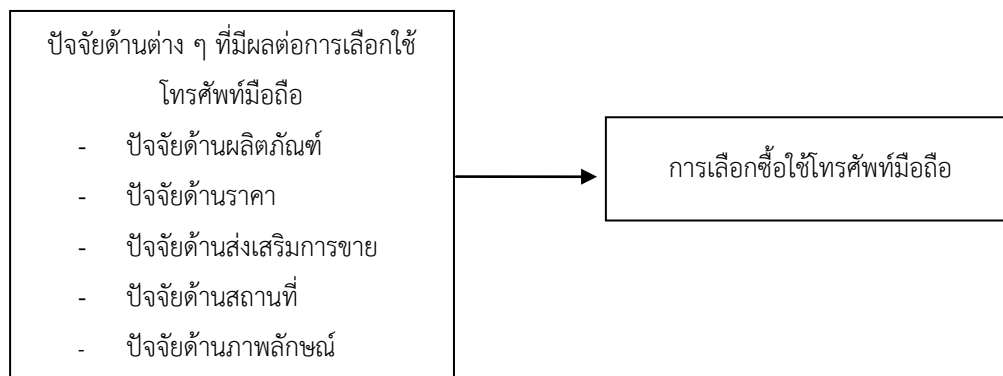 ปัจจัยด้านต่าง ๆ ที่มีผลต่อการเลือกใช้
โทรศัพท์มือถือ
- ปัจจัยด้านผลิตภัณฑ์
- ปัจจัยด้านราคา
- ปัจจัยด้านส่งเสริมการขาย
- ปัจจัยด้านสถานที่
- ปัจจัยด้านภาพลักษณ์
การเลือกซื้อใช้โทรศัพท์มือถือ